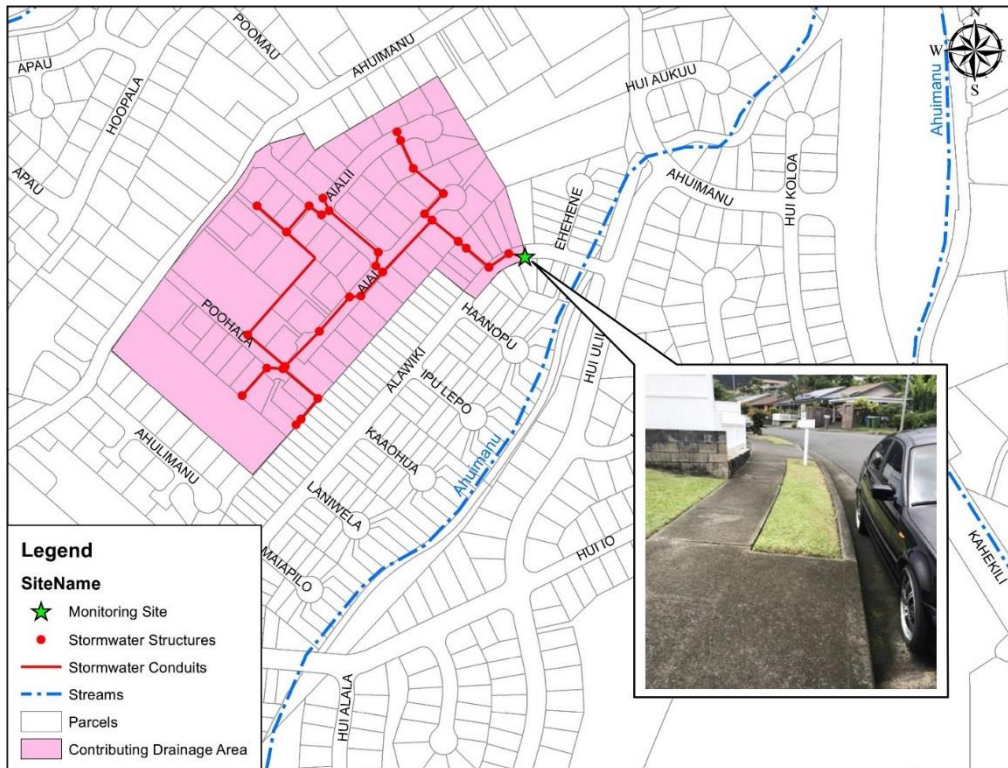 POOMAU
AHUIMANU
APAU
HOOPALA
HUI AUKUU
N
W
S
Ahuimanu
APAU
AIALII
AHUIMANU
HUI KOLOA
EHEHENE
AIAI
POOHALA
HAANOPU
HUI ULII
ALAWIKI
IPU LEPO
KAAOHUA
Ahuimanu
AHULIMANU
LANIWELA
MAIAPILO
HUI IO
KAHEKILI
HUI ALALA
Legend
SiteName
Monitoring Site
Stormwater Structures
Stormwater Conduits
Streams
Parcels
Contributing Drainage Area